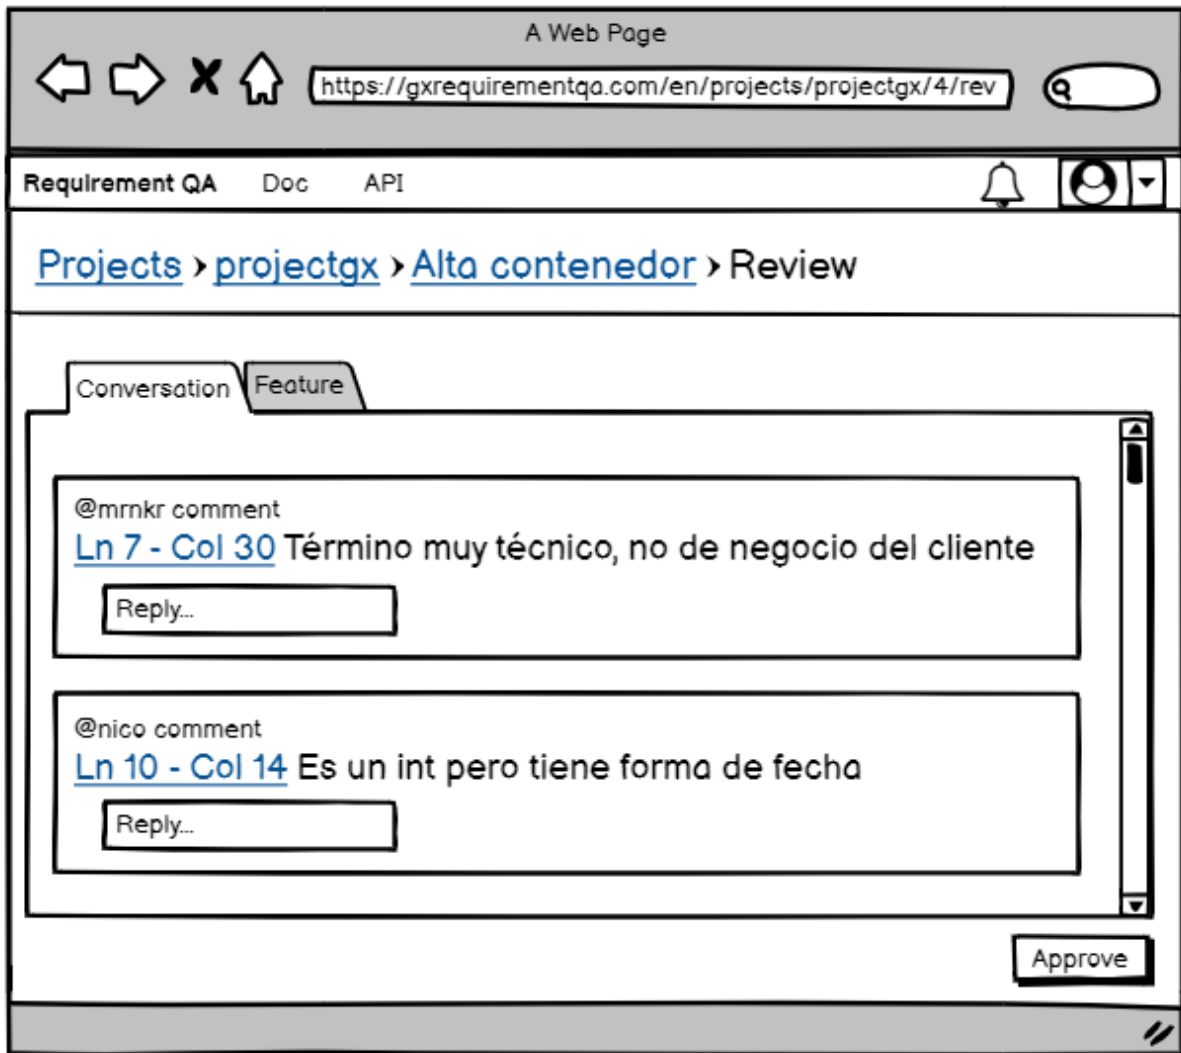 A Web Page
https://gxrequirementqa.com/en/projects/projectgx/4/rev
Requirement QA Doc API
Projects › projectgx › Alta contenedor › Review
Conversation Feature
@mrnkr comment
Ln 7 - Col 30 Término muy técnico, no de negocio del cliente
Reply...
@nico comment
Ln 10 - Col 14 Es un int pero tiene forma de fecha
Reply...
Approve